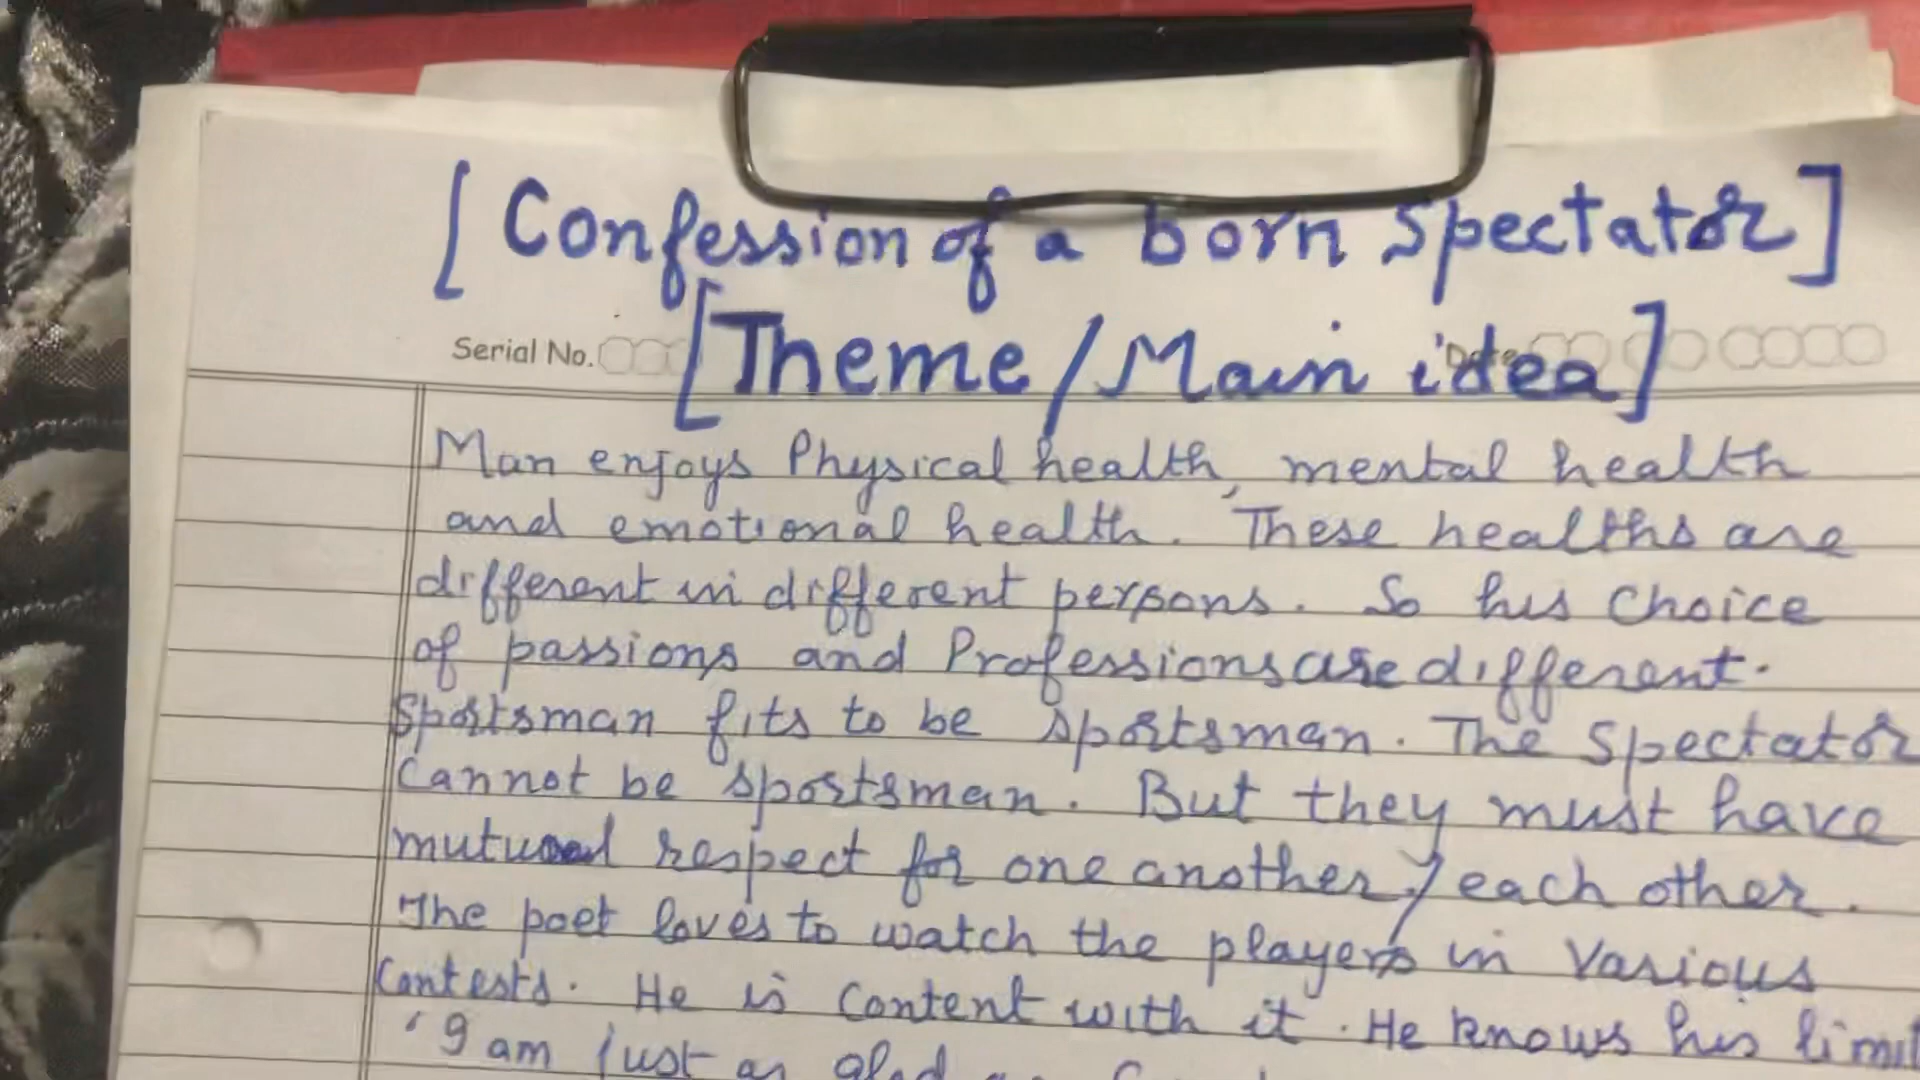 [Confession of a born Spectator]
Serial No. [Theme/Main idea]
Man enjoys Physical health, mental health
and emotional health. These healths are
different in different persons. So his choice
of passions and Professions are different.
Sportsman fits to be sportsman. The Spectator
Cannot be sportsman. But they must have
mutual respect for one another / each other.
The poet loves to watch the players in various
Contests. He is content with it. He knows his limit
'I am just as glad as